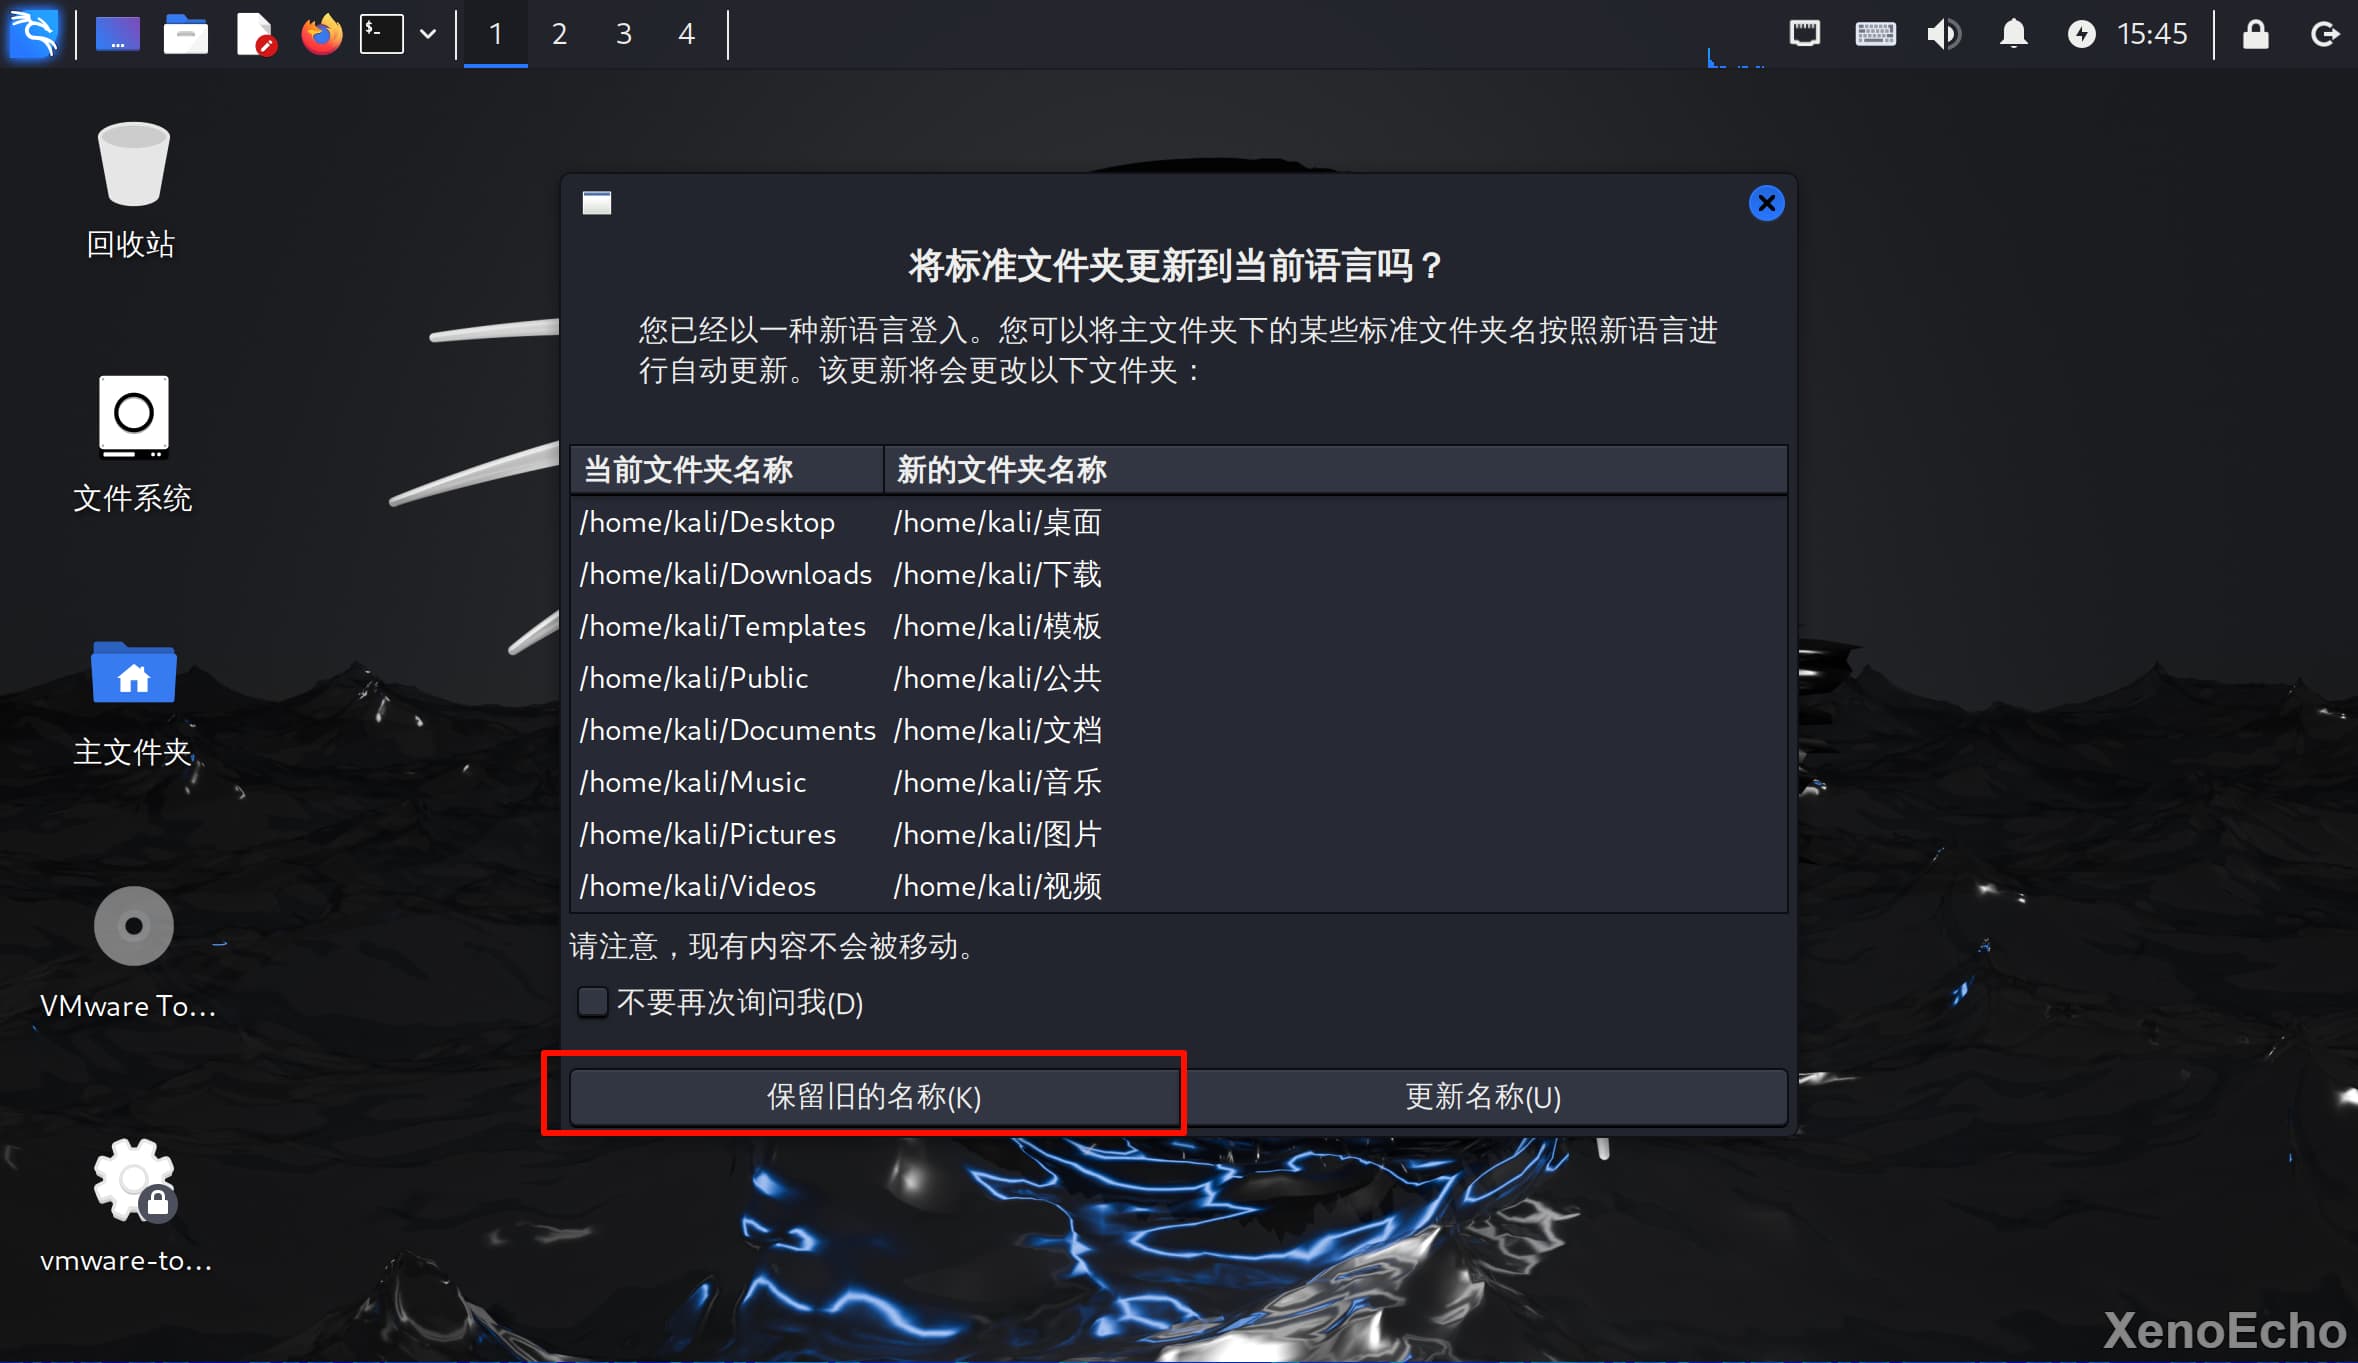 $-
1
2
3
4
15:45
回收站
文件系统
主文件夹
VMware To...
vmware-to...
将标准文件夹更新到当前语言吗？
您已经以一种新语言登入。您可以将主文件夹下的某些标准文件夹名按照新语言进
行自动更新。该更新将会更改以下文件夹：
当前文件夹名称 新的文件夹名称
/home/kali/Desktop /home/kali/桌面
/home/kali/Downloads /home/kali/下载
/home/kali/Templates /home/kali/模板
/home/kali/Public /home/kali/公共
/home/kali/Documents /home/kali/文档
/home/kali/Music /home/kali/音乐
/home/kali/Pictures /home/kali/图片
/home/kali/Videos /home/kali/视频
请注意，现有内容不会被移动。
不要再次询问我(D)
保留旧的名称(K)
更新名称(U)
XenoEcho